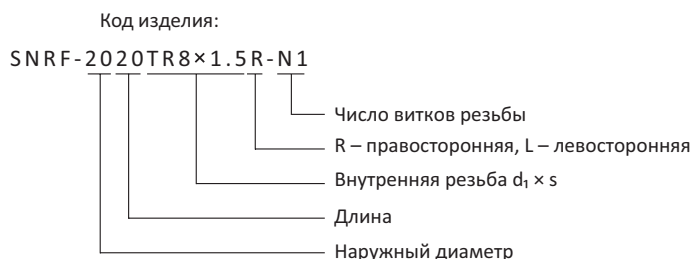 Код изделия:
SNRF-2020TR8×1.5R-N1
Число витков резьбы
R – правосторонняя, L – левосторонняя
Внутренняя резьба d₁ × s
Длина
Наружный диаметр